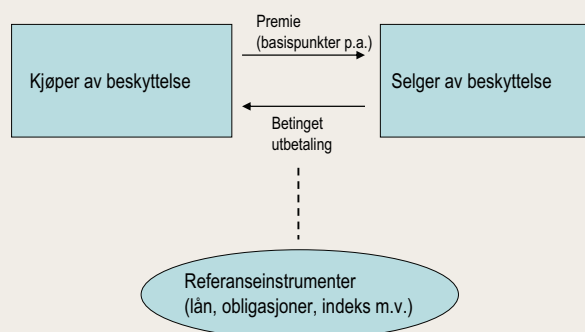 Premie
(basispunkter p.a.)
Kjøper av beskyttelse
Selger av beskyttelse
Betinget
utbetaling
Referanseinstrumenter
(lån, obligasjoner, indeks m.v.)